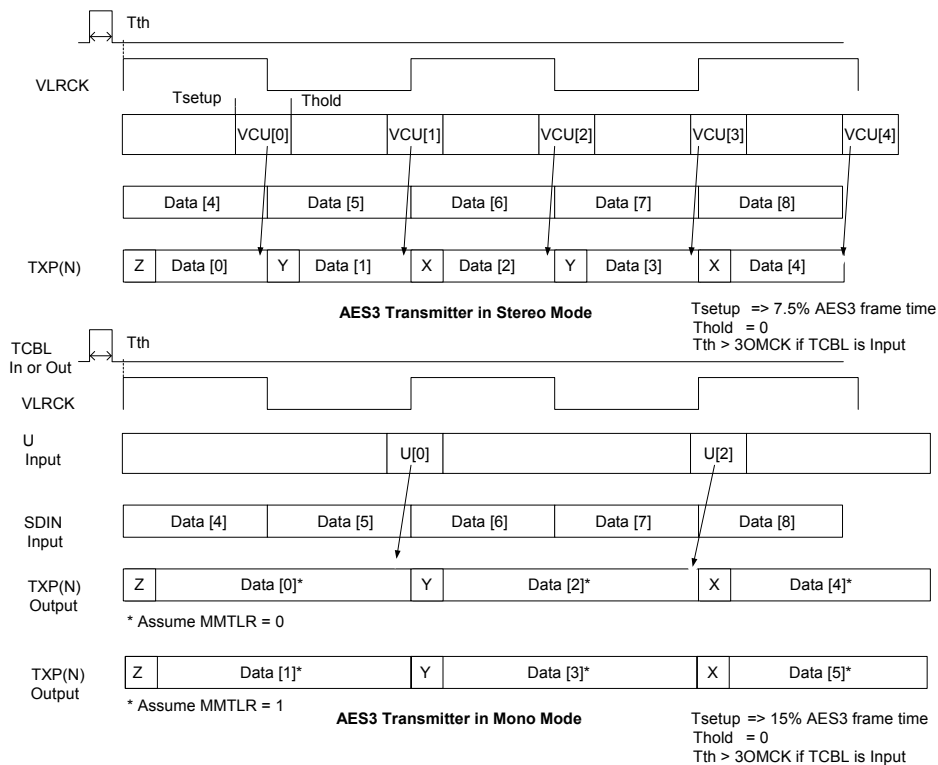 Tth
VLRCK
Tsetup Thold
VCU[0] VCU[1] VCU[2] VCU[3] VCU[4]
Data [4] Data [5] Data [6] Data [7] Data [8]
TXP(N) Z Data [0] Y Data [1] X Data [2] Y Data [3] X Data [4]
AES3 Transmitter in Stereo Mode
Tsetup => 7.5% AES3 frame time
Thold = 0
Tth > 3OMCK if TCBL is Input
TCBL
In or Out
Tth
VLRCK
U
Input
U[0] U[2]
SDIN
Input
Data [4] Data [5] Data [6] Data [7] Data [8]
TXP(N)
Output
Z Data [0]* Y Data [2]* X Data [4]*
* Assume MMTLR = 0
TXP(N)
Output
Z Data [1]* Y Data [3]* X Data [5]*
* Assume MMTLR = 1
AES3 Transmitter in Mono Mode
Tsetup => 15% AES3 frame time
Thold = 0
Tth > 3OMCK if TCBL is Input